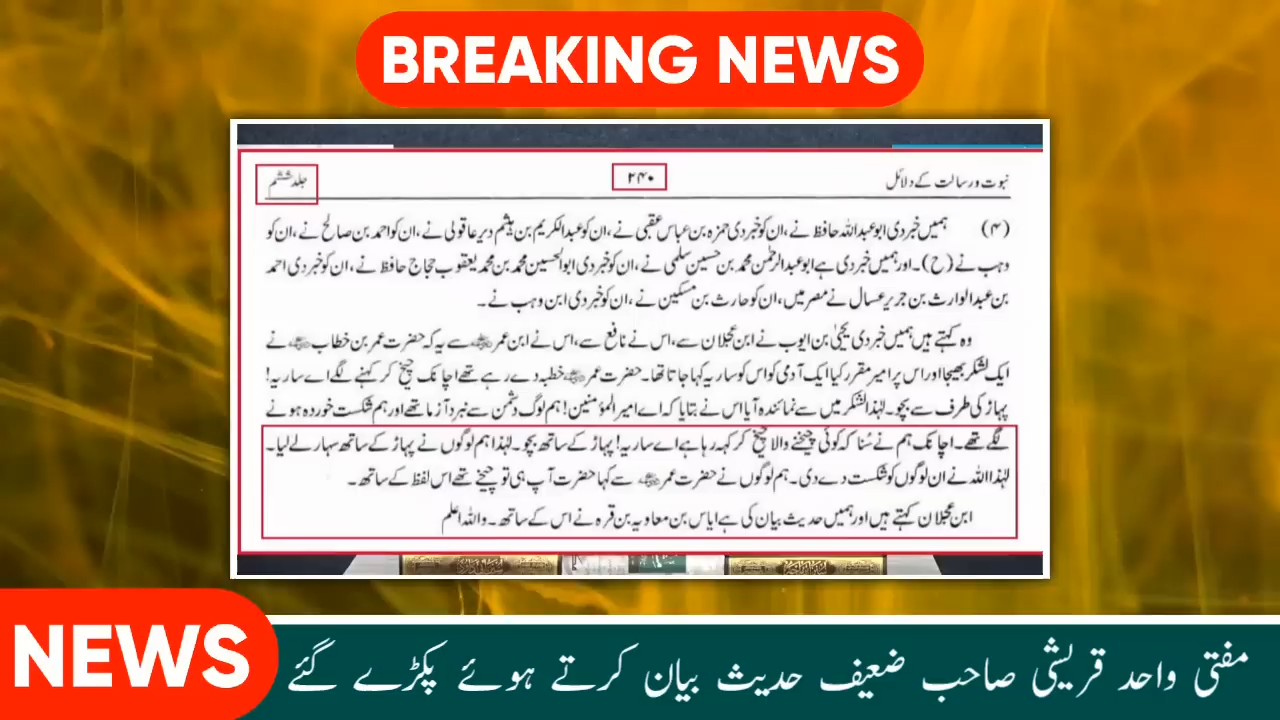 BREAKING NEWS
نبوت و رسالت کے دلائل ۲۴۰ جلد ششم
(۴) ہمیں خبر دی ابو عبداللہ حافظ نے، ان کو خبر دی حمزہ بن عباس عقبی نے، ان کو عبدالکریم بن ہیثم دیر عاقولی نے، ان کو احمد بن صالح نے، ان کو
وہب نے (ح)۔ اور ہمیں خبر دی ہے ابو عبدالرحمٰن محمد بن حسین سلمی نے، ان کو خبر دی ابو الحسین محمد بن محمد یعقوب حجاج حافظ نے، ان کو خبر دی احمد
بن عبدالوارث بن جریر عسال نے مصر میں، ان کو حارث بن مسکین نے، ان کو خبر دی ابن وہب نے۔
وہ کہتے ہیں ہمیں خبر دی یحییٰ بن ایوب نے ابن عجلان سے، اس نے نافع سے، اس نے ابن عمر سے یہ کہ حضرت عمر بن خطاب نے
ایک لشکر بھیجا اور اس پر امیر مقرر کیا ایک آدمی کو اس کو ساریہ کہا جاتا تھا۔ حضرت عمر خطبہ دے رہے تھے اچانک چیخ کر کہنے لگے اے ساریہ!
پہاڑ کی طرف سے بچو۔ لہٰذا لشکر میں سے نمائندہ آیا اس نے بتایا کہ اے امیر المؤمنین! ہم لوگ دشمن سے نبرد آزما تھے اور ہم شکست خوردہ ہونے
لگے تھے۔ اچانک ہم نے سُنا کہ کوئی چیخنے والا چیخ کر کہہ رہا ہے اے ساریہ! پہاڑ کے ساتھ بچو۔ لہٰذا ہم لوگوں نے پہاڑ کے ساتھ سہارا لے لیا۔
لہٰذا اللہ نے ان لوگوں کو شکست دے دی۔ ہم لوگوں نے حضرت عمر سے کہا حضرت آپ ہی تو چیخے تھے اس لفظ کے ساتھ۔
ابن عجلان کہتے ہیں اور ہمیں حدیث بیان کی ہے ایاس بن معاویہ بن قرہ نے اس کے ساتھ۔ واللہ اعلم
NEWS
مفتی واحد قریشی صاحب ضعیف حدیث بیان کرتے ہوئے پکڑے گئے